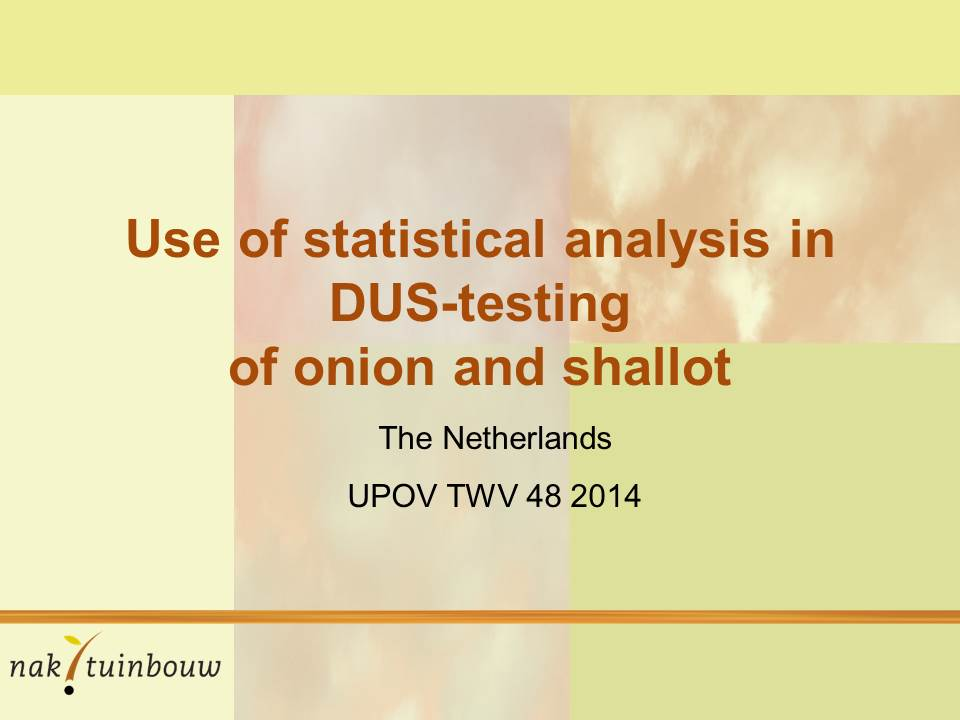 Use of statistical analysis in
DUS-testing
of onion and shallot
The Netherlands
UPOV TWV 48 2014
nak tuinbouw